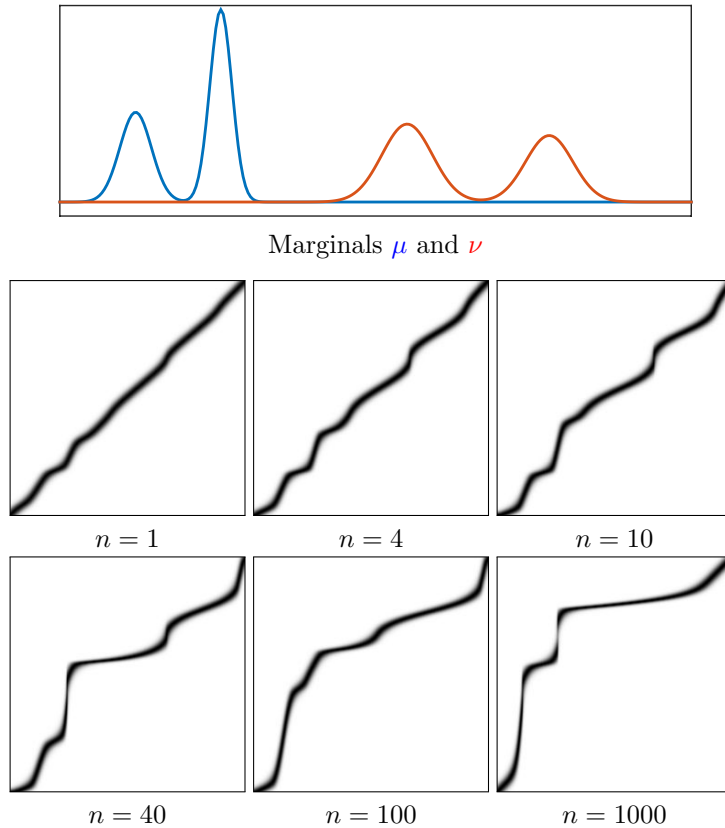 Marginals μ and ν
n = 1 n = 4 n = 10
n = 40 n = 100 n = 1000